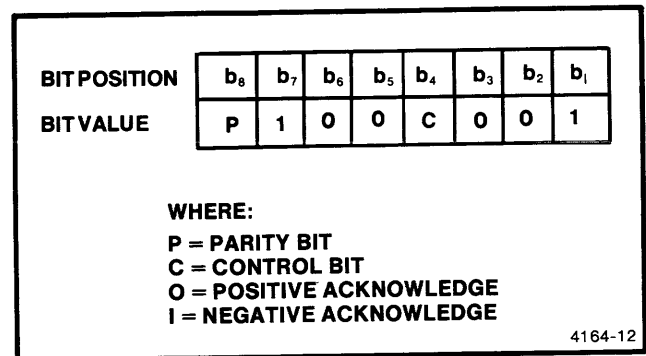 BIT POSITION b₈ b₇ b₆ b₅ b₄ b₃ b₂ b₁
BIT VALUE P 1 0 0 C 0 0 1
WHERE:
P = PARITY BIT
C = CONTROL BIT
O = POSITIVE ACKNOWLEDGE
I = NEGATIVE ACKNOWLEDGE
4164-12